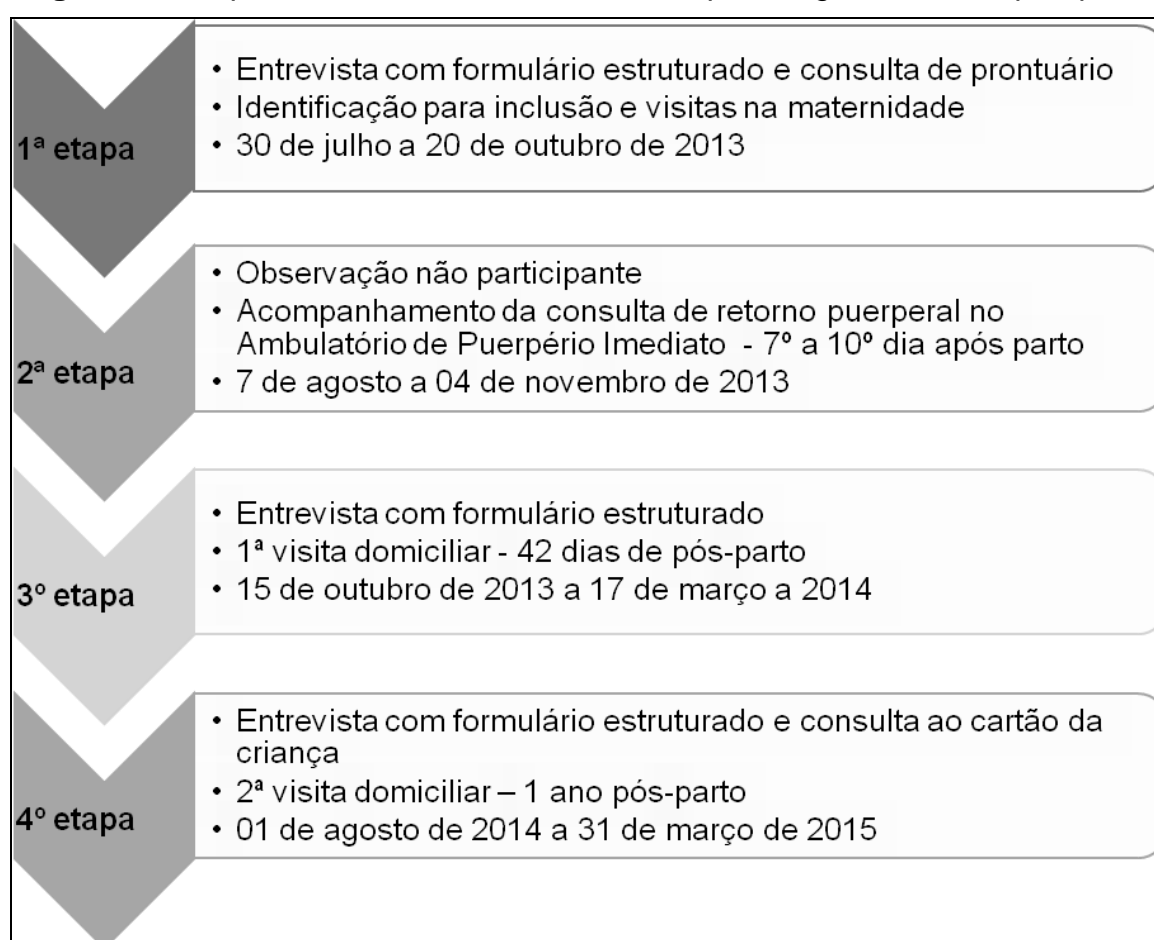 1ª etapa
• Entrevista com formulário estruturado e consulta de prontuário
• Identificação para inclusão e visitas na maternidade
• 30 de julho a 20 de outubro de 2013
2ª etapa
• Observação não participante
• Acompanhamento da consulta de retorno puerperal no
Ambulatório de Puerpério Imediato - 7º a 10º dia após parto
• 7 de agosto a 04 de novembro de 2013
3º etapa
• Entrevista com formulário estruturado
• 1ª visita domiciliar - 42 dias de pós-parto
• 15 de outubro de 2013 a 17 de março a 2014
4º etapa
• Entrevista com formulário estruturado e consulta ao cartão da
criança
• 2ª visita domiciliar – 1 ano pós-parto
• 01 de agosto de 2014 a 31 de março de 2015